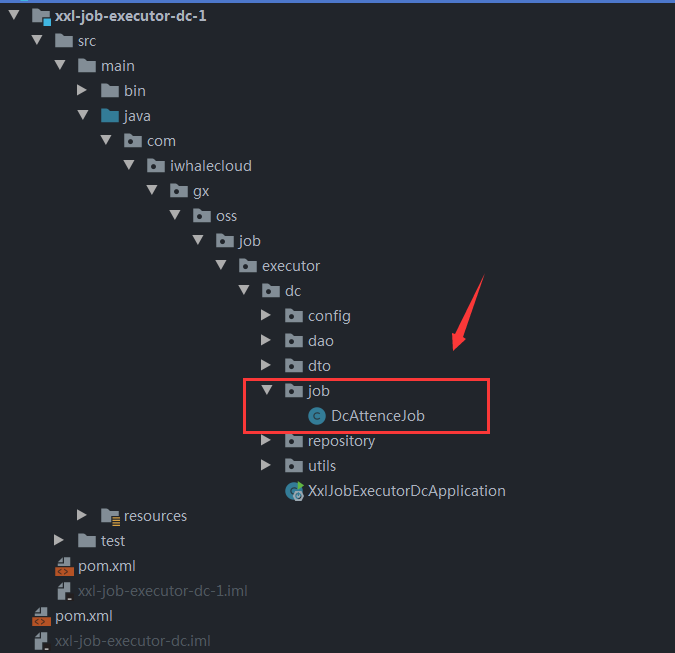 xxl-job-executor-dc-1
src
main
bin
java
com
iwhalecloud
gx
oss
job
executor
dc
config
dao
dto
job
C DcAttenceJob
repository
utils
XxlJobExecutorDcApplication
resources
test
pom.xml
xxl-job-executor-dc-1.iml
pom.xml
xxl-job-executor-dc.iml